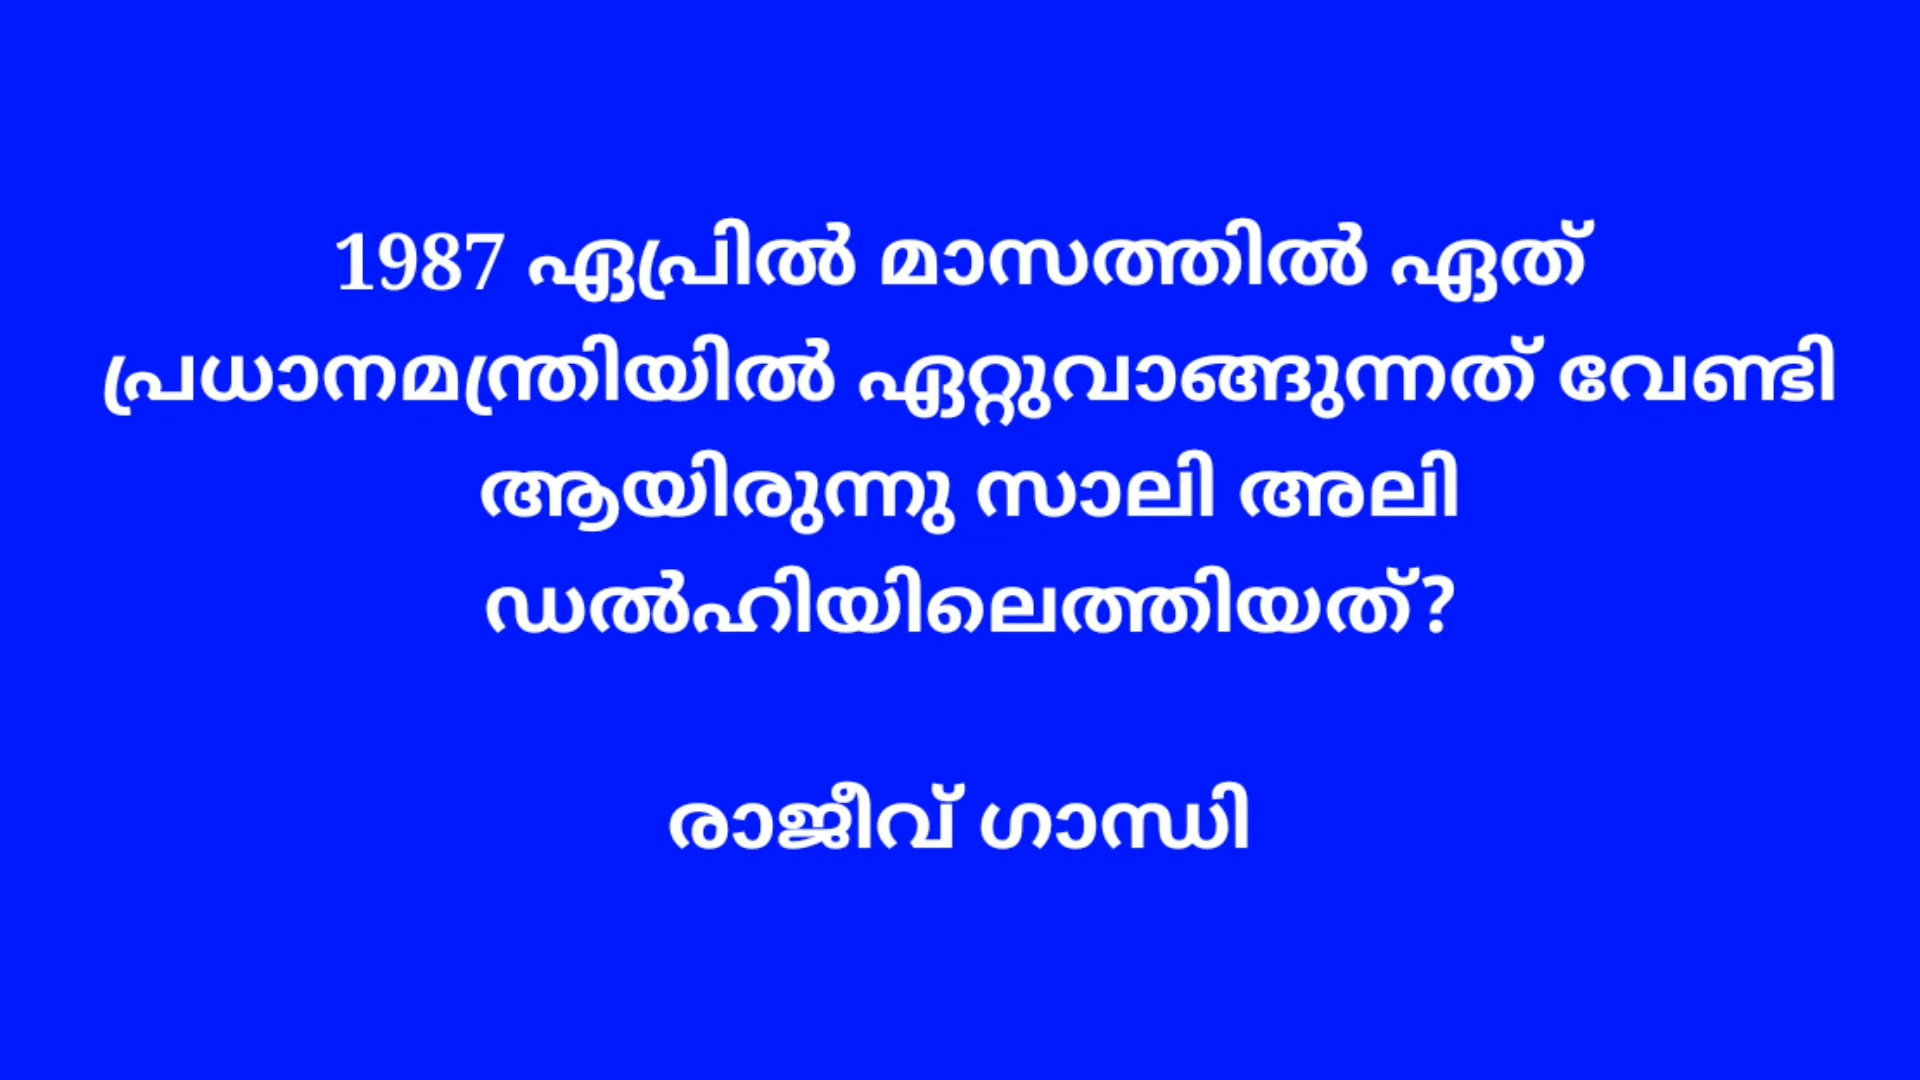 1987 ഏപ്രിൽ മാസത്തിൽ ഏത്
പ്രധാനമന്ത്രിയിൽ ഏറ്റുവാങ്ങുന്നത് വേണ്ടി
ആയിരുന്നു സാലി അലി
ഡൽഹിയിലെത്തിയത്?
രാജീവ് ഗാന്ധി